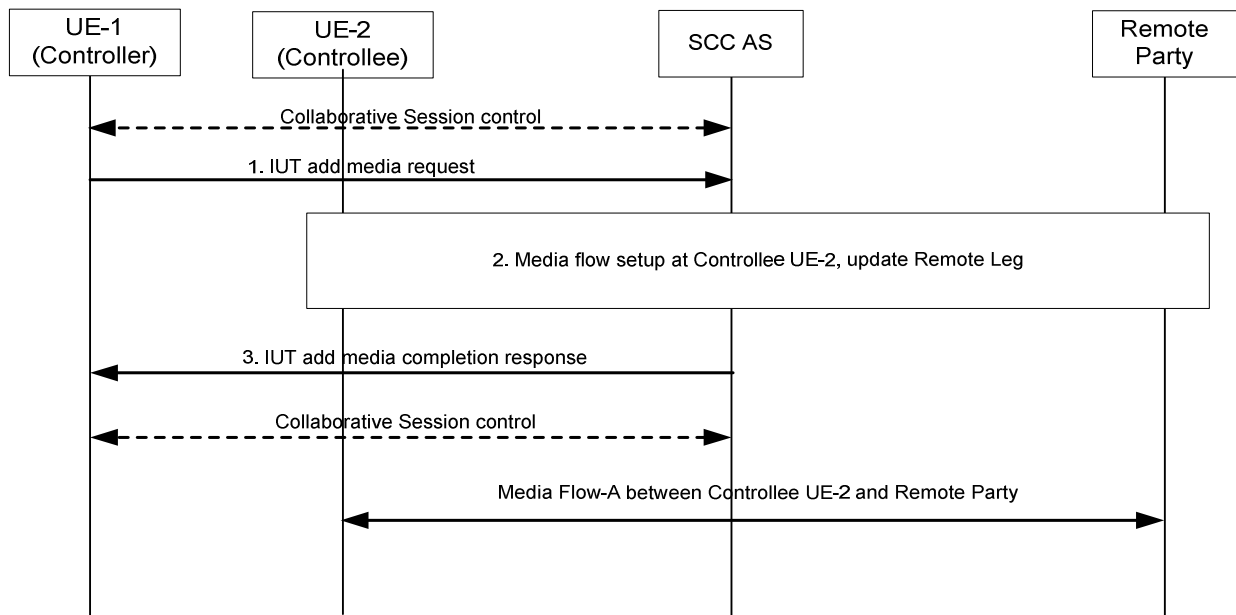 UE-1
(Controller)
UE-2
(Controllee)
SCC AS
Remote
Party
Collaborative Session control
1. IUT add media request
2. Media flow setup at Controllee UE-2, update Remote Leg
3. IUT add media completion response
Collaborative Session control
Media Flow-A between Controllee UE-2 and Remote Party